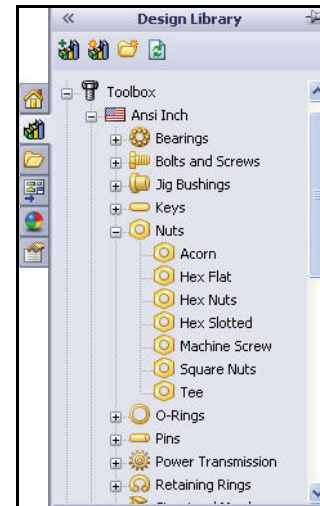 Design Library
Toolbox
Ansi Inch
Bearings
Bolts and Screws
Jig Bushings
Keys
Nuts
Acorn
Hex Flat
Hex Nuts
Hex Slotted
Machine Screw
Square Nuts
Tee
O-Rings
Pins
Power Transmission
Retaining Rings